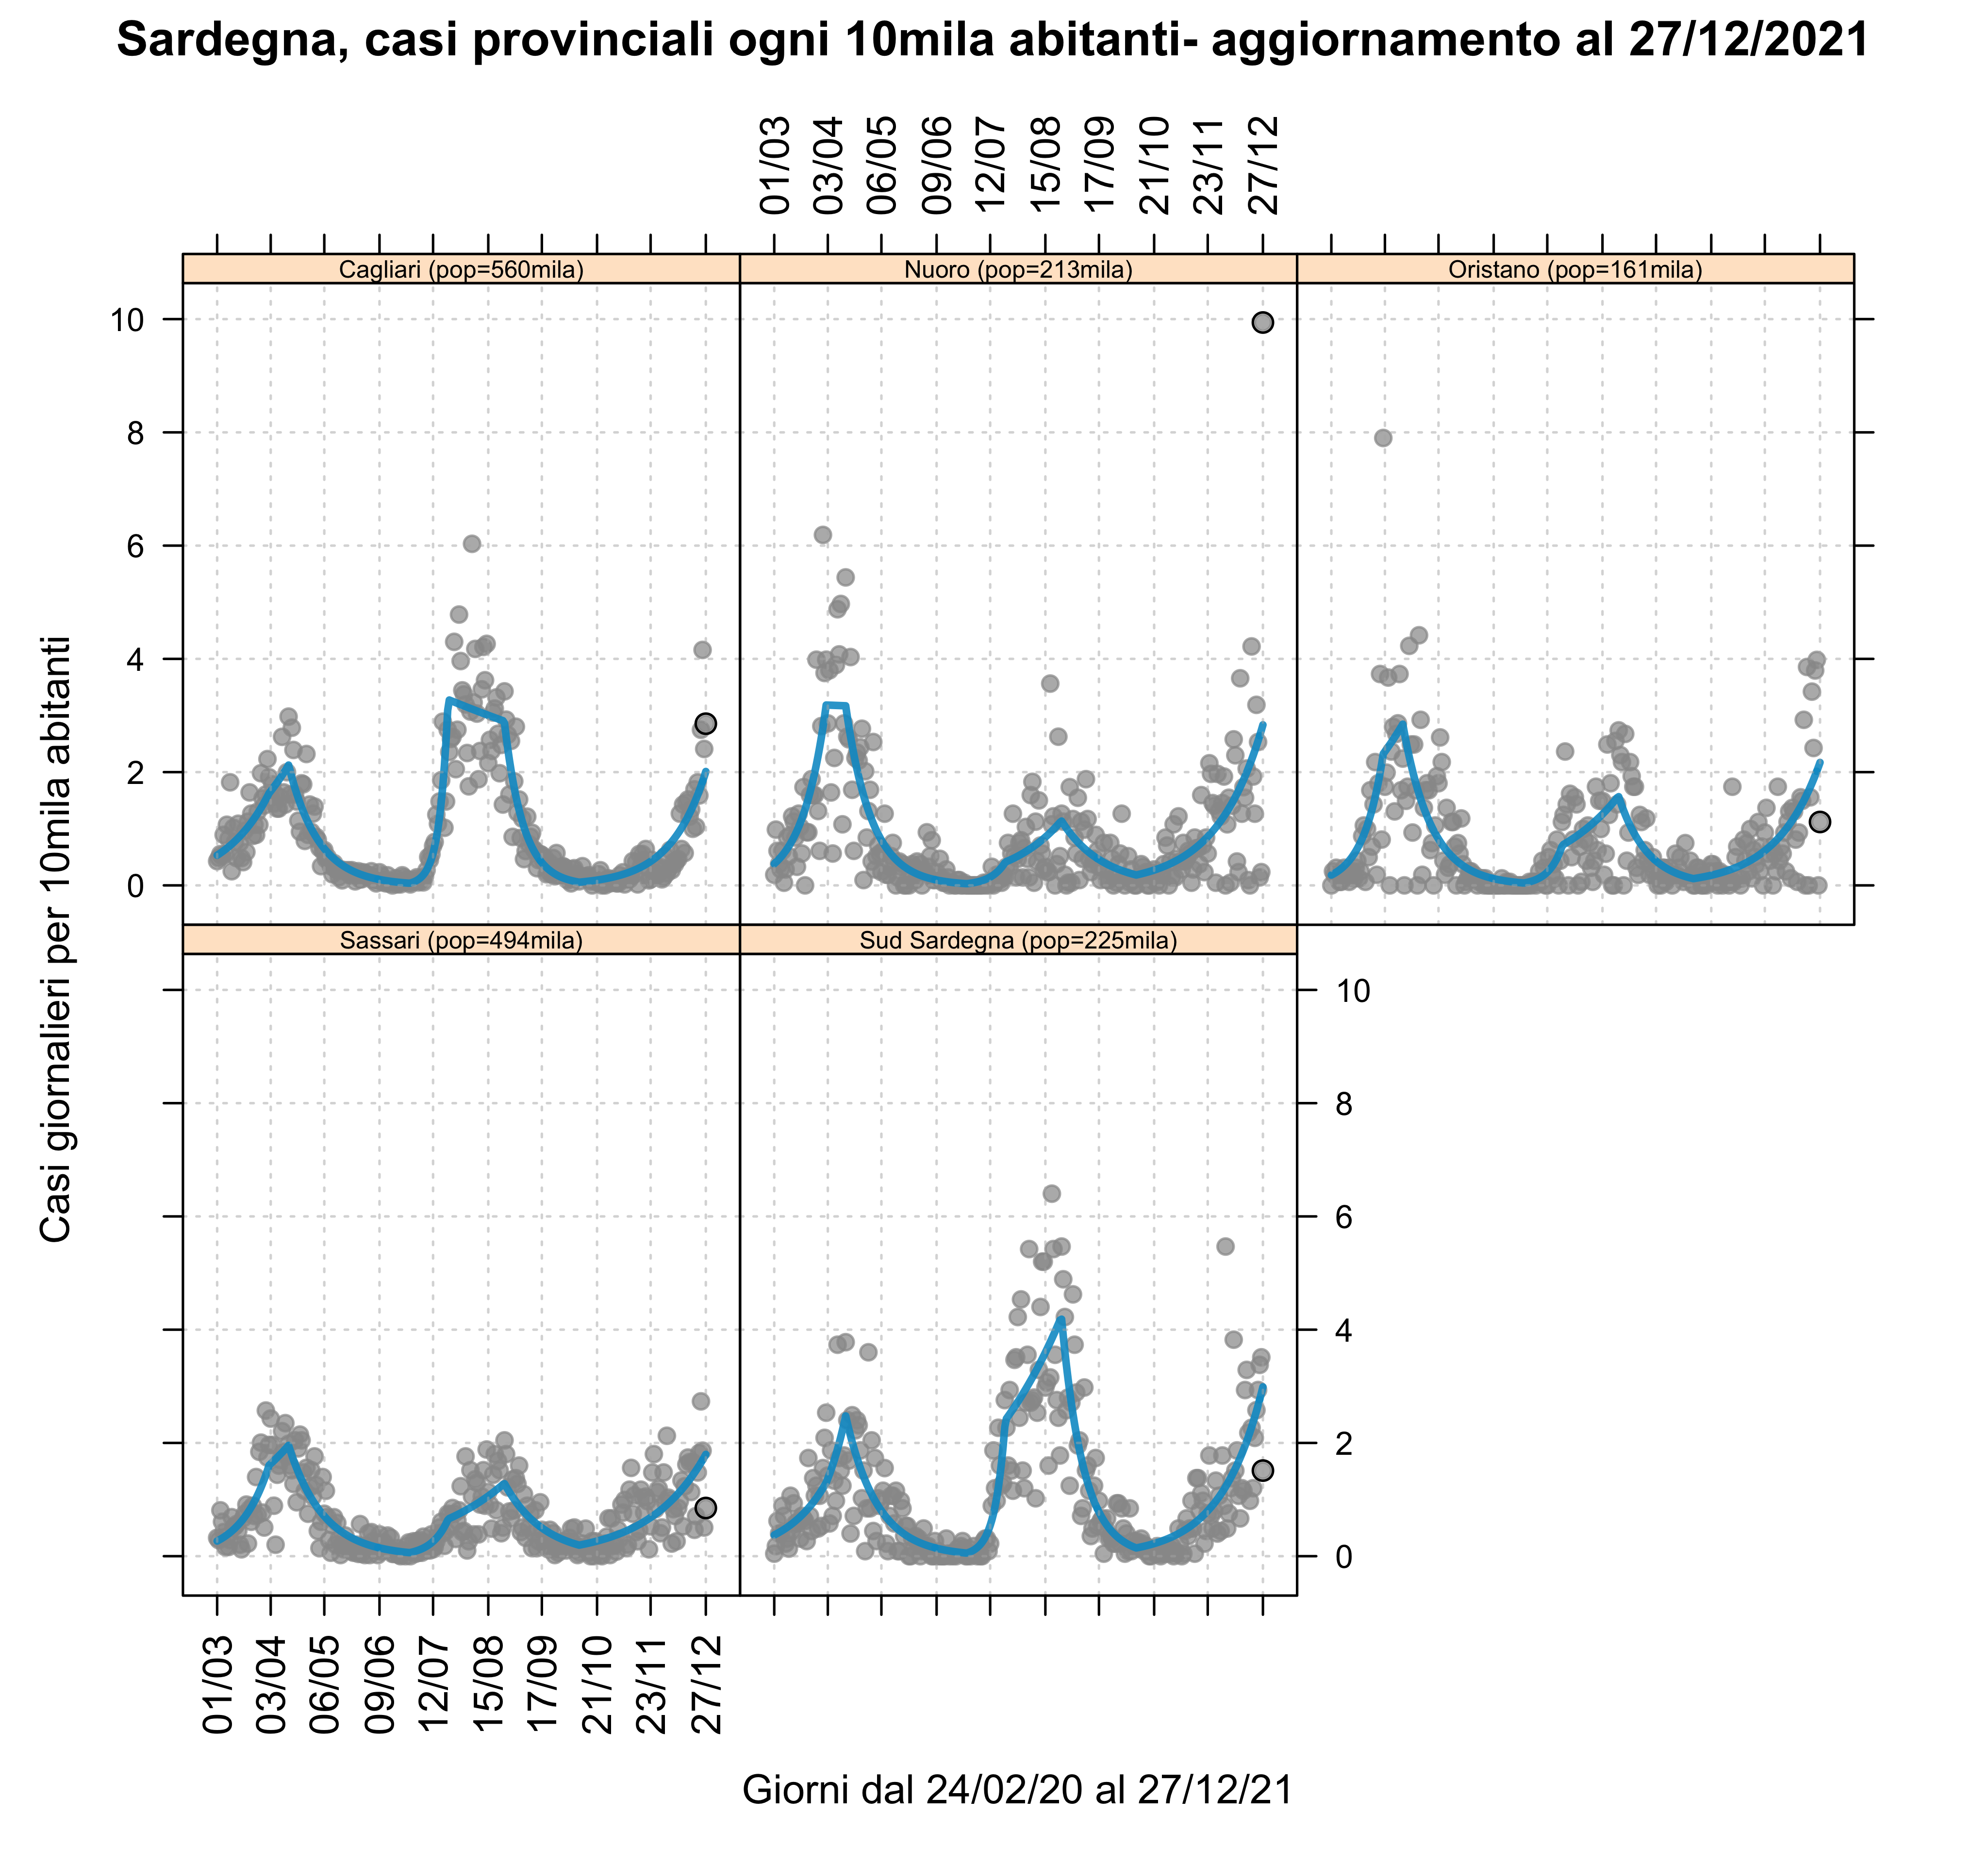 Sardegna, casi provinciali ogni 10mila abitanti- aggiornamento al 27/12/2021
01/03 03/04 06/05 09/06 12/07 15/08 17/09 21/10 23/11 27/12
Cagliari (pop=560mila) Nuoro (pop=213mila) Oristano (pop=161mila)
10
8
6
4
2
0
Casi giornalieri per 10mila abitanti
Sassari (pop=494mila) Sud Sardegna (pop=225mila)
10
8
6
4
2
0
01/03 03/04 06/05 09/06 12/07 15/08 17/09 21/10 23/11 27/12
Giorni dal 24/02/20 al 27/12/21